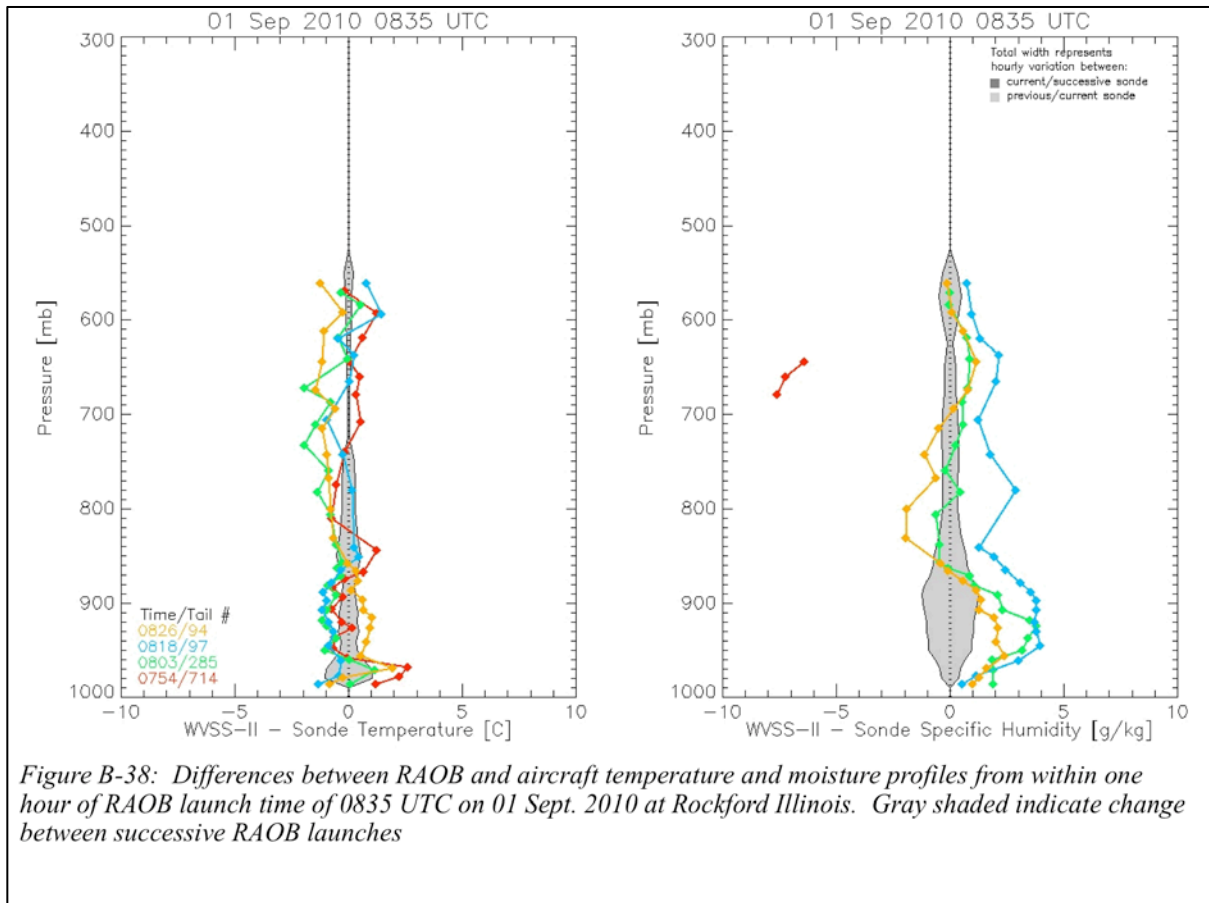 01 Sep 2010 0835 UTC
300
400
500
600
700
800
900
1000
Pressure [mb]
Time/Tail #
0826/94
0818/97
0803/285
0754/714
-10 -5 0 5 10
WVSS-II - Sonde Temperature [C]
01 Sep 2010 0835 UTC
Total width represents
hourly variation between:
current/successive sonde
previous/current sonde
300
400
500
600
700
800
900
1000
Pressure [mb]
-10 -5 0 5 10
WVSS-II - Sonde Specific Humidity [g/kg]
Figure B-38: Differences between RAOB and aircraft temperature and moisture profiles from within one
hour of RAOB launch time of 0835 UTC on 01 Sept. 2010 at Rockford Illinois. Gray shaded indicate change
between successive RAOB launches